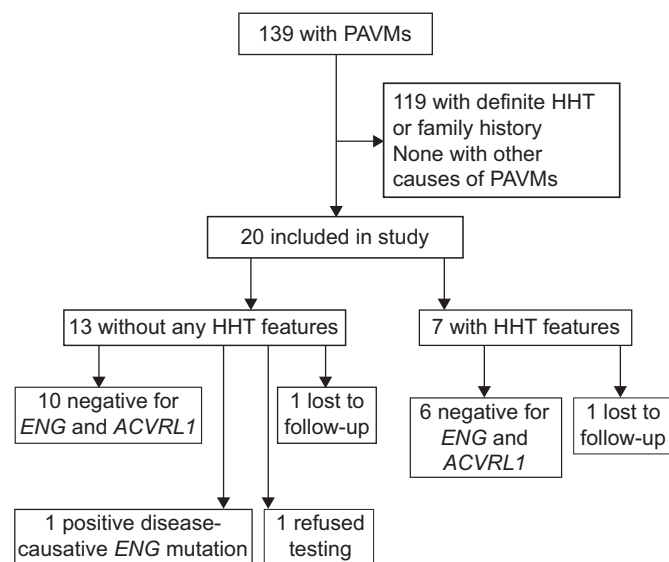 139 with PAVMs
119 with definite HHT
or family history
None with other
causes of PAVMs
20 included in study
13 without any HHT features
7 with HHT features
10 negative for
ENG and ACVRL1
1 lost to
follow-up
6 negative for
ENG and
ACVRL1
1 lost to
follow-up
1 positive disease-
causative ENG mutation
1 refused
testing